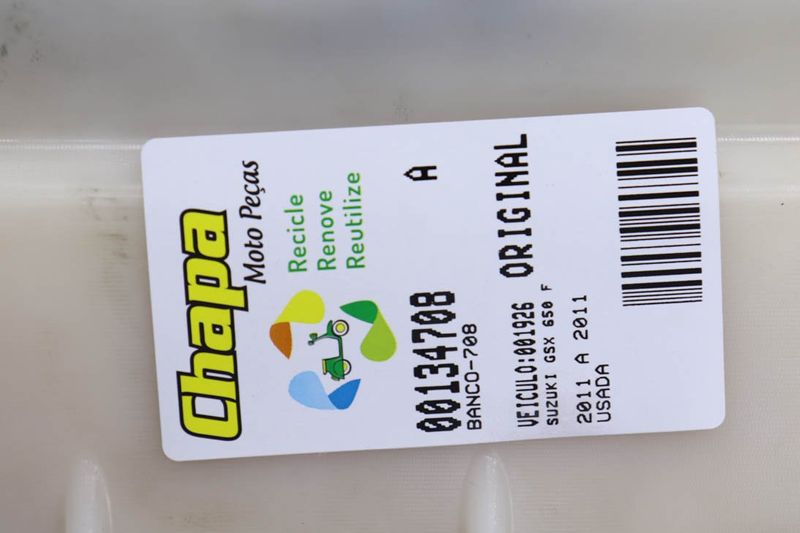 Chapa
Moto Peças
Recicle
Renove
Reutilize
00134708 A
BANCO-708
VEICULO:001926 ORIGINAL
SUZUKI GSX 650 F
2011 A 2011
USADA